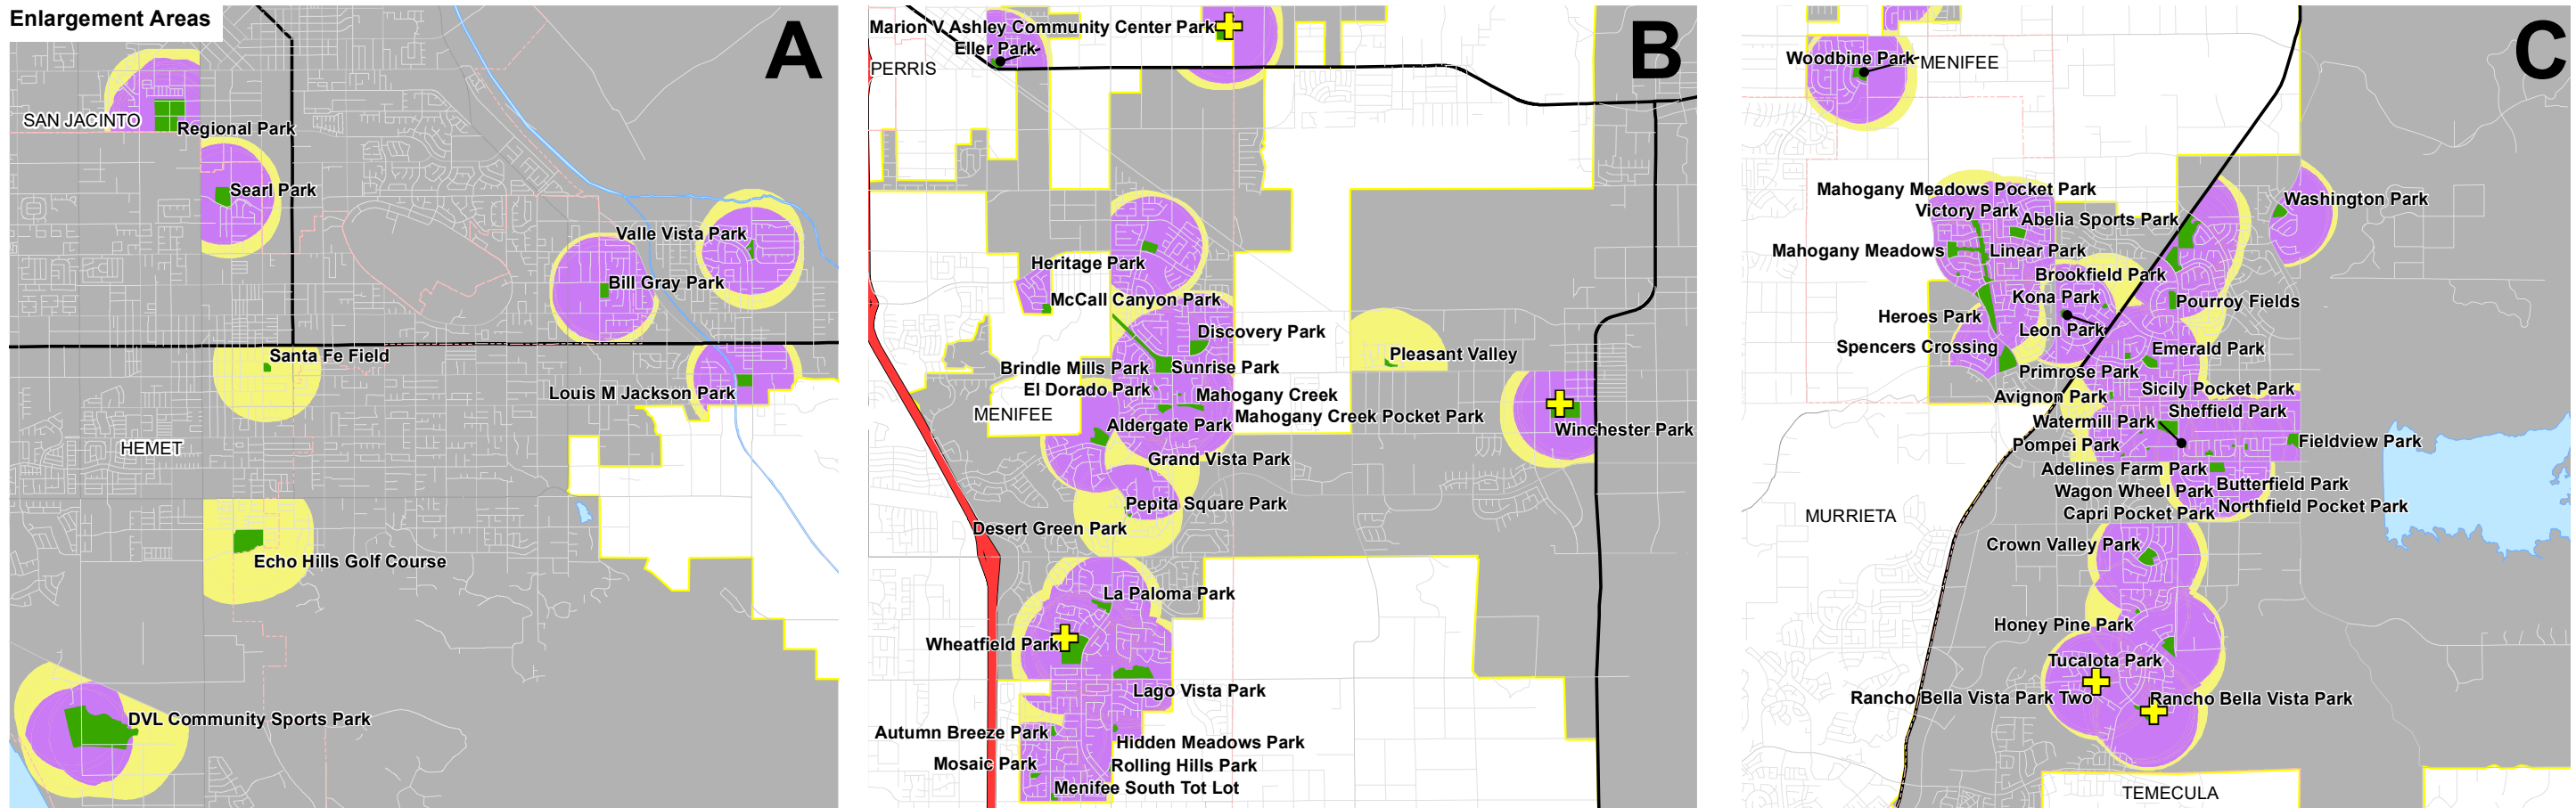 Enlargement Areas
A
SAN JACINTO
Regional Park
Searl Park
Valle Vista Park
Bill Gray Park
Santa Fe Field
Louis M Jackson Park
HEMET
Echo Hills Golf Course
DVL Community Sports Park
B
Marion V Ashley Community Center Park
Eller Park
PERRIS
Heritage Park
McCall Canyon Park
Discovery Park
Pleasant Valley
Brindle Mills Park
Sunrise Park
El Dorado Park
Mahogany Creek
MENIFEE
Mahogany Creek Pocket Park
Aldergate Park
Winchester Park
Grand Vista Park
Pepita Square Park
Desert Green Park
La Paloma Park
Wheatfield Park
Lago Vista Park
Autumn Breeze Park
Hidden Meadows Park
Mosaic Park
Rolling Hills Park
Menifee South Tot Lot
C
Woodbine Park
MENIFEE
Mahogany Meadows Pocket Park
Washington Park
Victory Park
Abelia Sports Park
Mahogany Meadows
Linear Park
Brookfield Park
Kona Park
Pourroy Fields
Heroes Park
Leon Park
Spencers Crossing
Emerald Park
Primrose Park
Sicily Pocket Park
Avignon Park
Sheffield Park
Watermill Park
Pompei Park
Fieldview Park
Adelines Farm Park
Butterfield Park
Wagon Wheel Park
Northfield Pocket Park
Capri Pocket Park
MURRIETA
Crown Valley Park
Honey Pine Park
Tucalota Park
Rancho Bella Vista Park Two
Rancho Bella Vista Park
TEMECULA